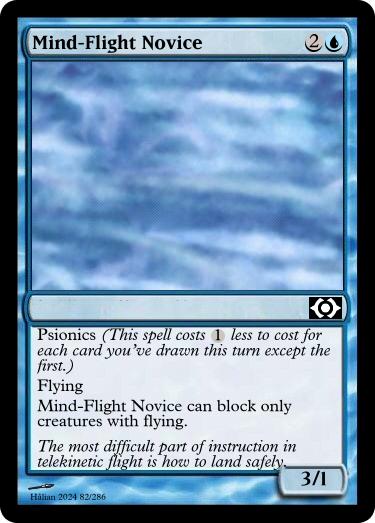 Mind-Flight Novice 2
Psionics (This spell costs 1 less to cost for
each card you've drawn this turn except the
first.)
Flying
Mind-Flight Novice can block only
creatures with flying.
The most difficult part of instruction in
telekinetic flight is how to land safely.
3/1
Hålian 2024 82/286